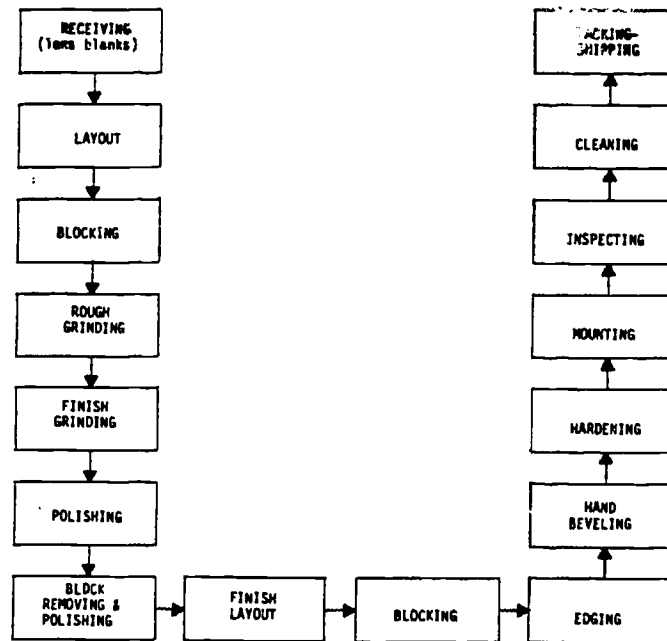 RECEIVING
(lens blanks)
LAYOUT
BLOCKING
ROUGH
GRINDING
FINISH
GRINDING
POLISHING
BLOCK
REMOVING &
POLISHING
FINISH
LAYOUT
BLOCKING
EDGING
HAND
BEVELING
HARDENING
MOUNTING
INSPECTING
CLEANING
PACKING-
SHIPPING